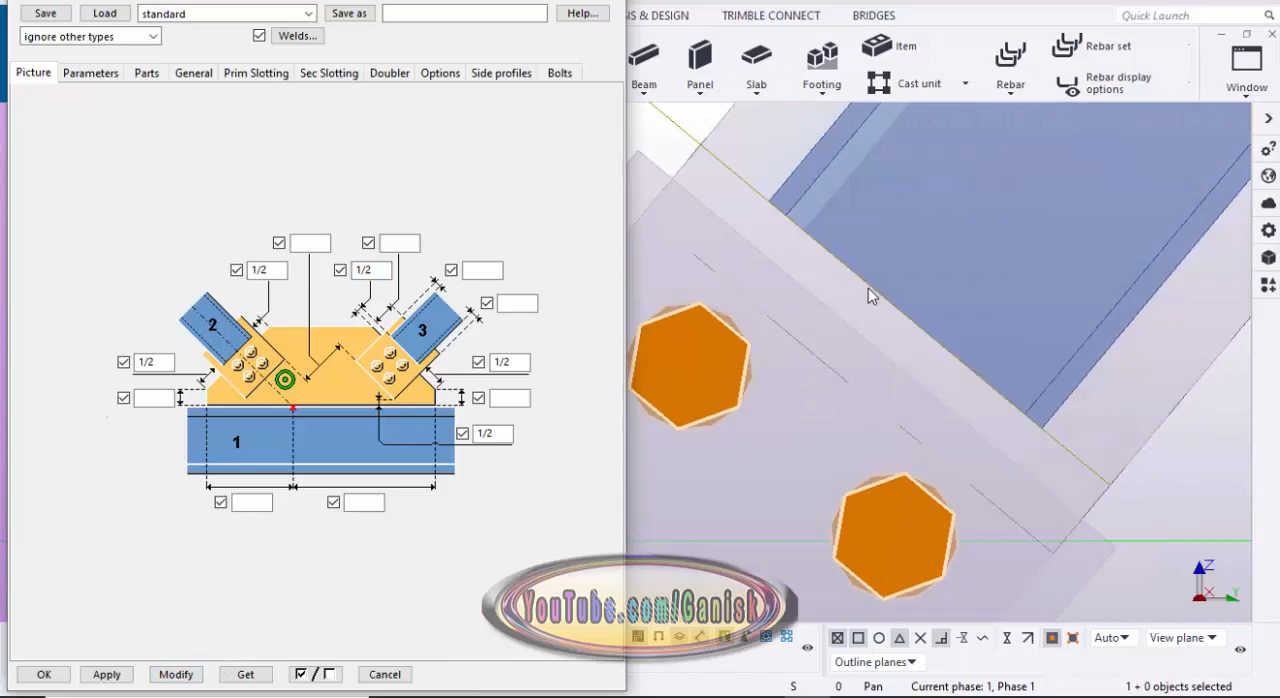 Save Load standard Save as Help...
ignore other types Welds...
Picture Parameters Parts General Prim Slotting Sec Slotting Doubler Options Side profiles Bolts
IS & DESIGN TRIMBLE CONNECT BRIDGES Quick Launch
Beam Panel Slab Footing Item Cast unit Rebar Rebar set Rebar display options Window
1/2 1/2
2 3
1/2 1/2
1 1/2
Z
X Y
YouTube.com/Ganisk
Auto View plane
Outline planes
OK Apply Modify Get / Cancel
S 0 Pan Current phase: 1, Phase 1 1 + 0 objects selected